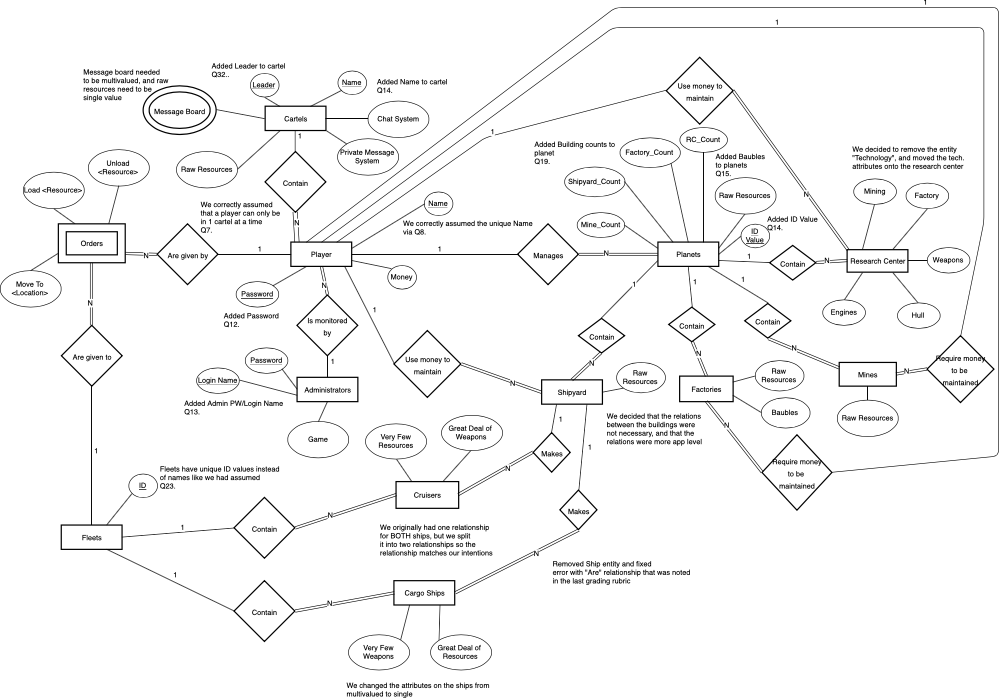 1
1
Message board needed
to be multivalued, and raw
resources need to be
single value
Added Leader to cartel
Q32..
Leader
Name
Added Name to cartel
Q14.
Message Board
Cartels
Chat System
1
Private Message
System
Raw Resources
Contain
N
We correctly assumed
that a player can only be
in 1 cartel at a time
Q7.
Use money to
maintain
1
N
Added Building counts to
planet
Q19.
Factory_Count
RC_Count
Added Baubles
to planets
Q15.
Shipyard_Count
Raw Resources
Mine_Count
ID
Value
Added ID Value
Q14.
We decided to remove the entity
"Technology", and moved the tech.
attributes onto the research center
Mining
Factory
Unload
<Resource>
Load <Resource>
Orders
Move To
<Location>
N
Are given by
1
Player
Name
We correctly assumed the unique Name
via Q8.
1
Manages
N
Planets
1
Contain
N
Research Center
Weapons
Engines
Hull
Money
Password
Added Password
Q12.
N
Is monitored
by
1
N
Are given to
1
1
Use money to
maintain
N
1
Contain
N
1
Contain
N
1
Contain
N
Mines
N
Require money
to be
maintained
Raw Resources
Password
Login Name
Administrators
Added Admin PW/Login Name
Q13.
Game
Shipyard
Raw
Resources
Factories
Raw
Resources
Baubles
N
Require money
to be
maintained
We decided that the relations
between the buildings were
not necessary, and that the
relations were more app level
1
Makes
N
1
Makes
N
Very Few
Resources
Great Deal of
Weapons
Cruisers
Fleets have unique ID values instead
of names like we had assumed
Q23.
ID
Fleets
1
Contain
N
We originally had one relationship
for BOTH ships, but we split
it into two relationships so the
relationship matches our intentions
Removed Ship entity and fixed
error with "Are" relationship that was noted
in the last grading rubric
1
Contain
N
Cargo Ships
Very Few
Weapons
Great Deal of
Resources
We changed the attributes on the ships from
multivalued to single